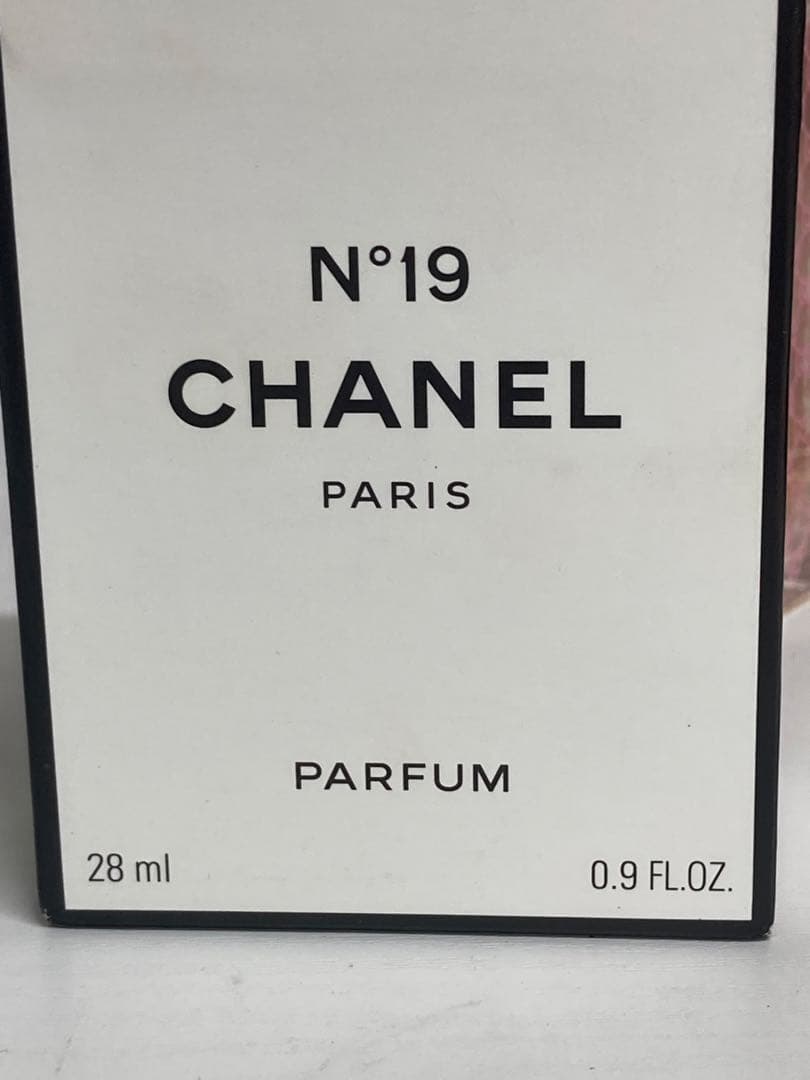 N°19
CHANEL
PARIS
PARFUM
28 ml 0.9 FL.OZ.